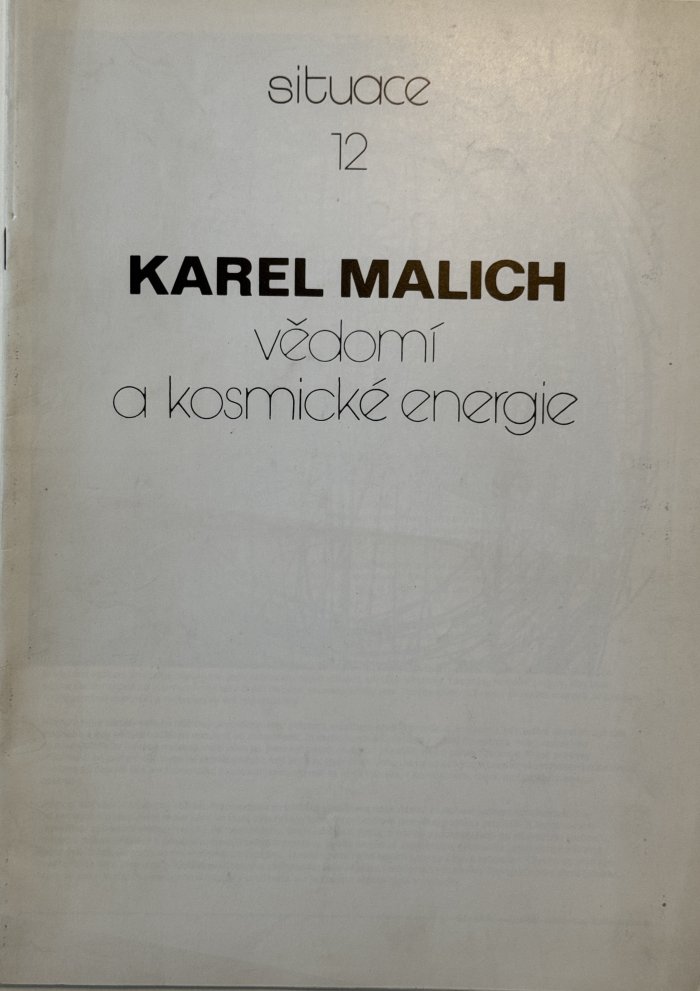 situace
12
KAREL MALICH
vědomí
a kosmické energie